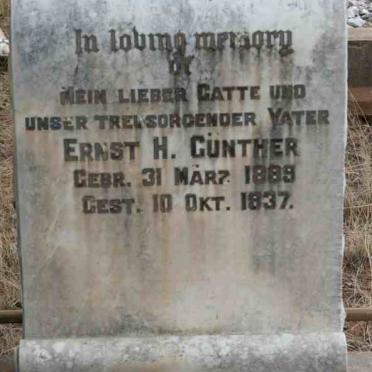 In loving memory
of
Mein lieber Gatte und
unser treusorgender Vater
Ernst H. Günther
Gebr. 31 März 1889
Gest. 10 Okt. 1937.